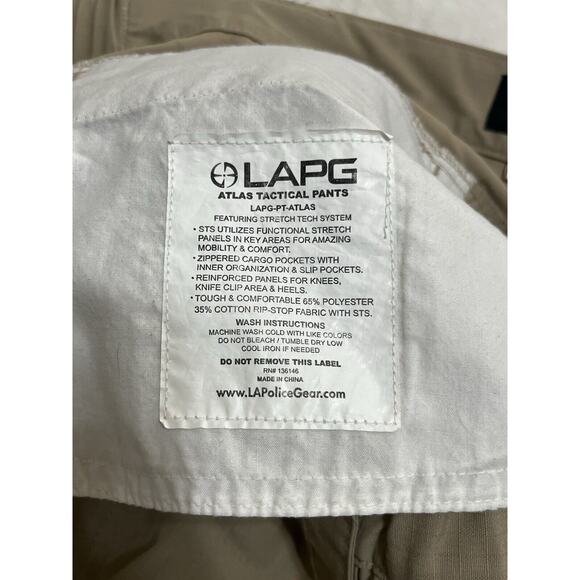 LAPG
ATLAS TACTICAL PANTS
LAPG-PT-ATLAS
FEATURING STRETCH TECH SYSTEM
• STS UTILIZES FUNCTIONAL STRETCH
PANELS IN KEY AREAS FOR AMAZING
MOBILITY & COMFORT.
• ZIPPERED CARGO POCKETS WITH
INNER ORGANIZATION & SLIP POCKETS.
• REINFORCED PANELS FOR KNEES,
KNIFE CLIP AREA & HEELS.
• TOUGH & COMFORTABLE 65% POLYESTER
35% COTTON RIP-STOP FABRIC WITH STS.
WASH INSTRUCTIONS
MACHINE WASH COLD WITH LIKE COLORS
DO NOT BLEACH / TUMBLE DRY LOW
COOL IRON IF NEEDED
DO NOT REMOVE THIS LABEL
RN# 136146
MADE IN CHINA
www.LAPoliceGear.com